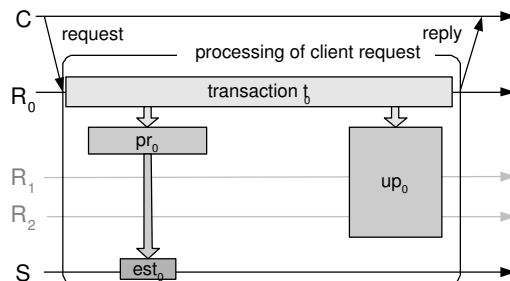 C
request
reply
processing of client request
R₀
transaction t₀
pr₀
R₁
up₀
R₂
S
est₀